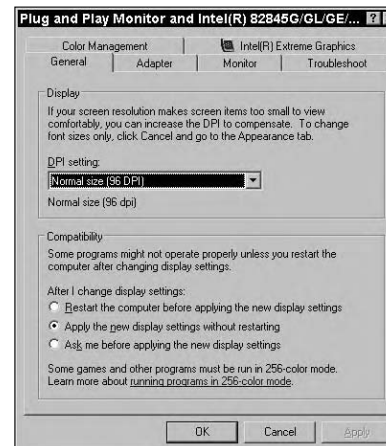 Plug and Play Monitor and Intel(R) 82845G/GL/GE/... ?
Color Management Intel(R) Extreme Graphics
General Adapter Monitor Troubleshoot
Display
If your screen resolution makes screen items too small to view
comfortably, you can increase the DPI to compensate. To change
font sizes only, click Cancel and go to the Appearance tab.
DPI setting:
Normal size (96 DPI)
Normal size (96 dpi)
Compatibility
Some programs might not operate properly unless you restart the
computer after changing display settings.
After I change display settings:
Restart the computer before applying the new display settings
Apply the new display settings without restarting
Ask me before applying the new display settings
Some games and other programs must be run in 256-color mode.
Learn more about running programs in 256-color mode.
OK Cancel Apply